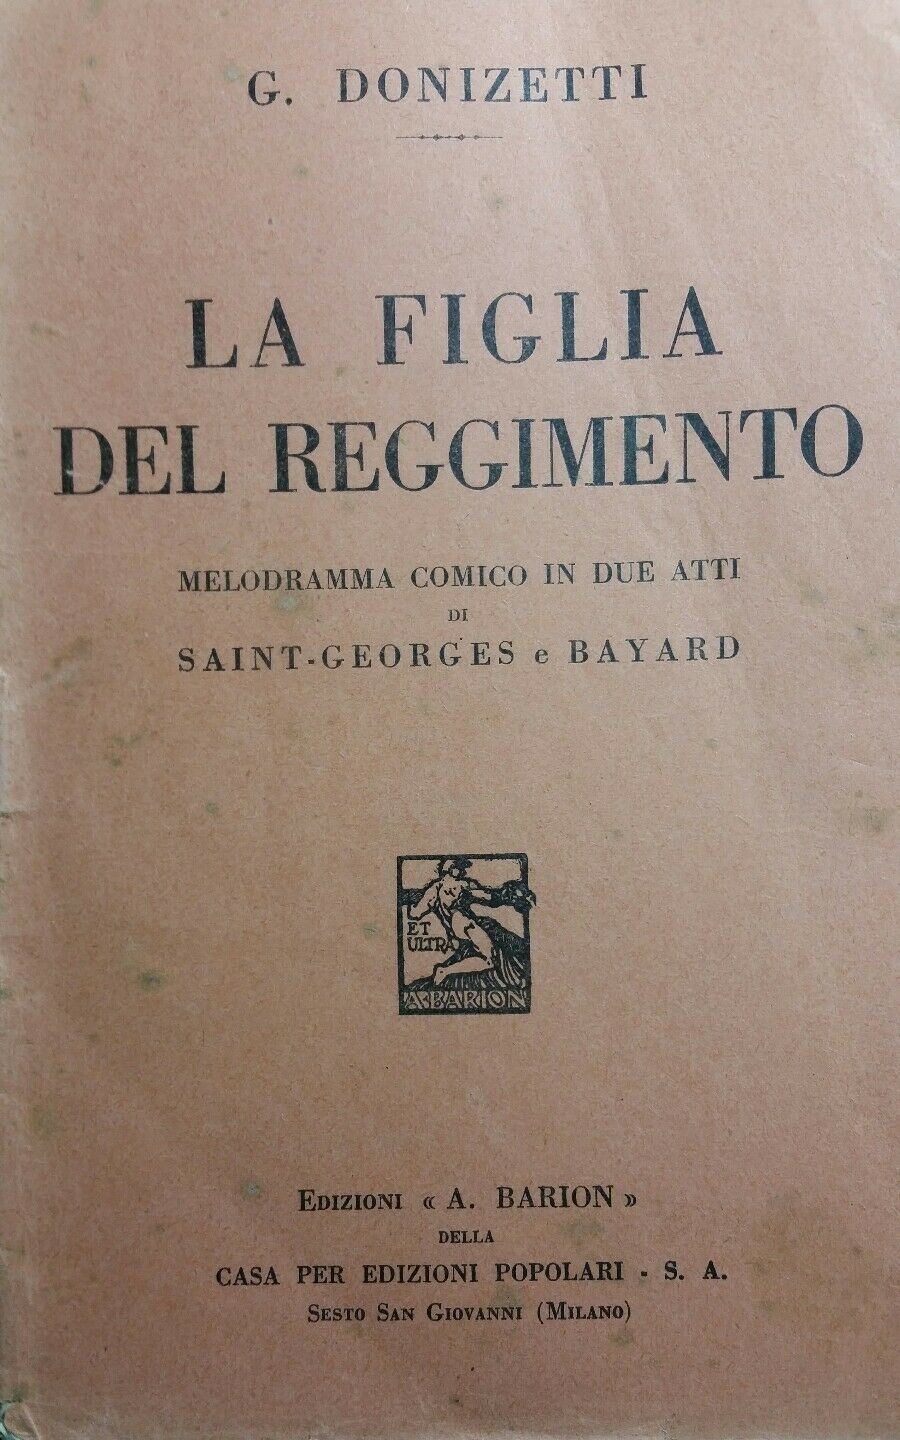 G. DONIZETTI
LA FIGLIA
DEL REGGIMENTO
MELODRAMMA COMICO IN DUE ATTI
DI
SAINT-GEORGES e BAYARD
ET
ULTRA
A·BARION
EDIZIONI « A. BARION »
DELLA
CASA PER EDIZIONI POPOLARI - S. A.
SESTO SAN GIOVANNI (MILANO)